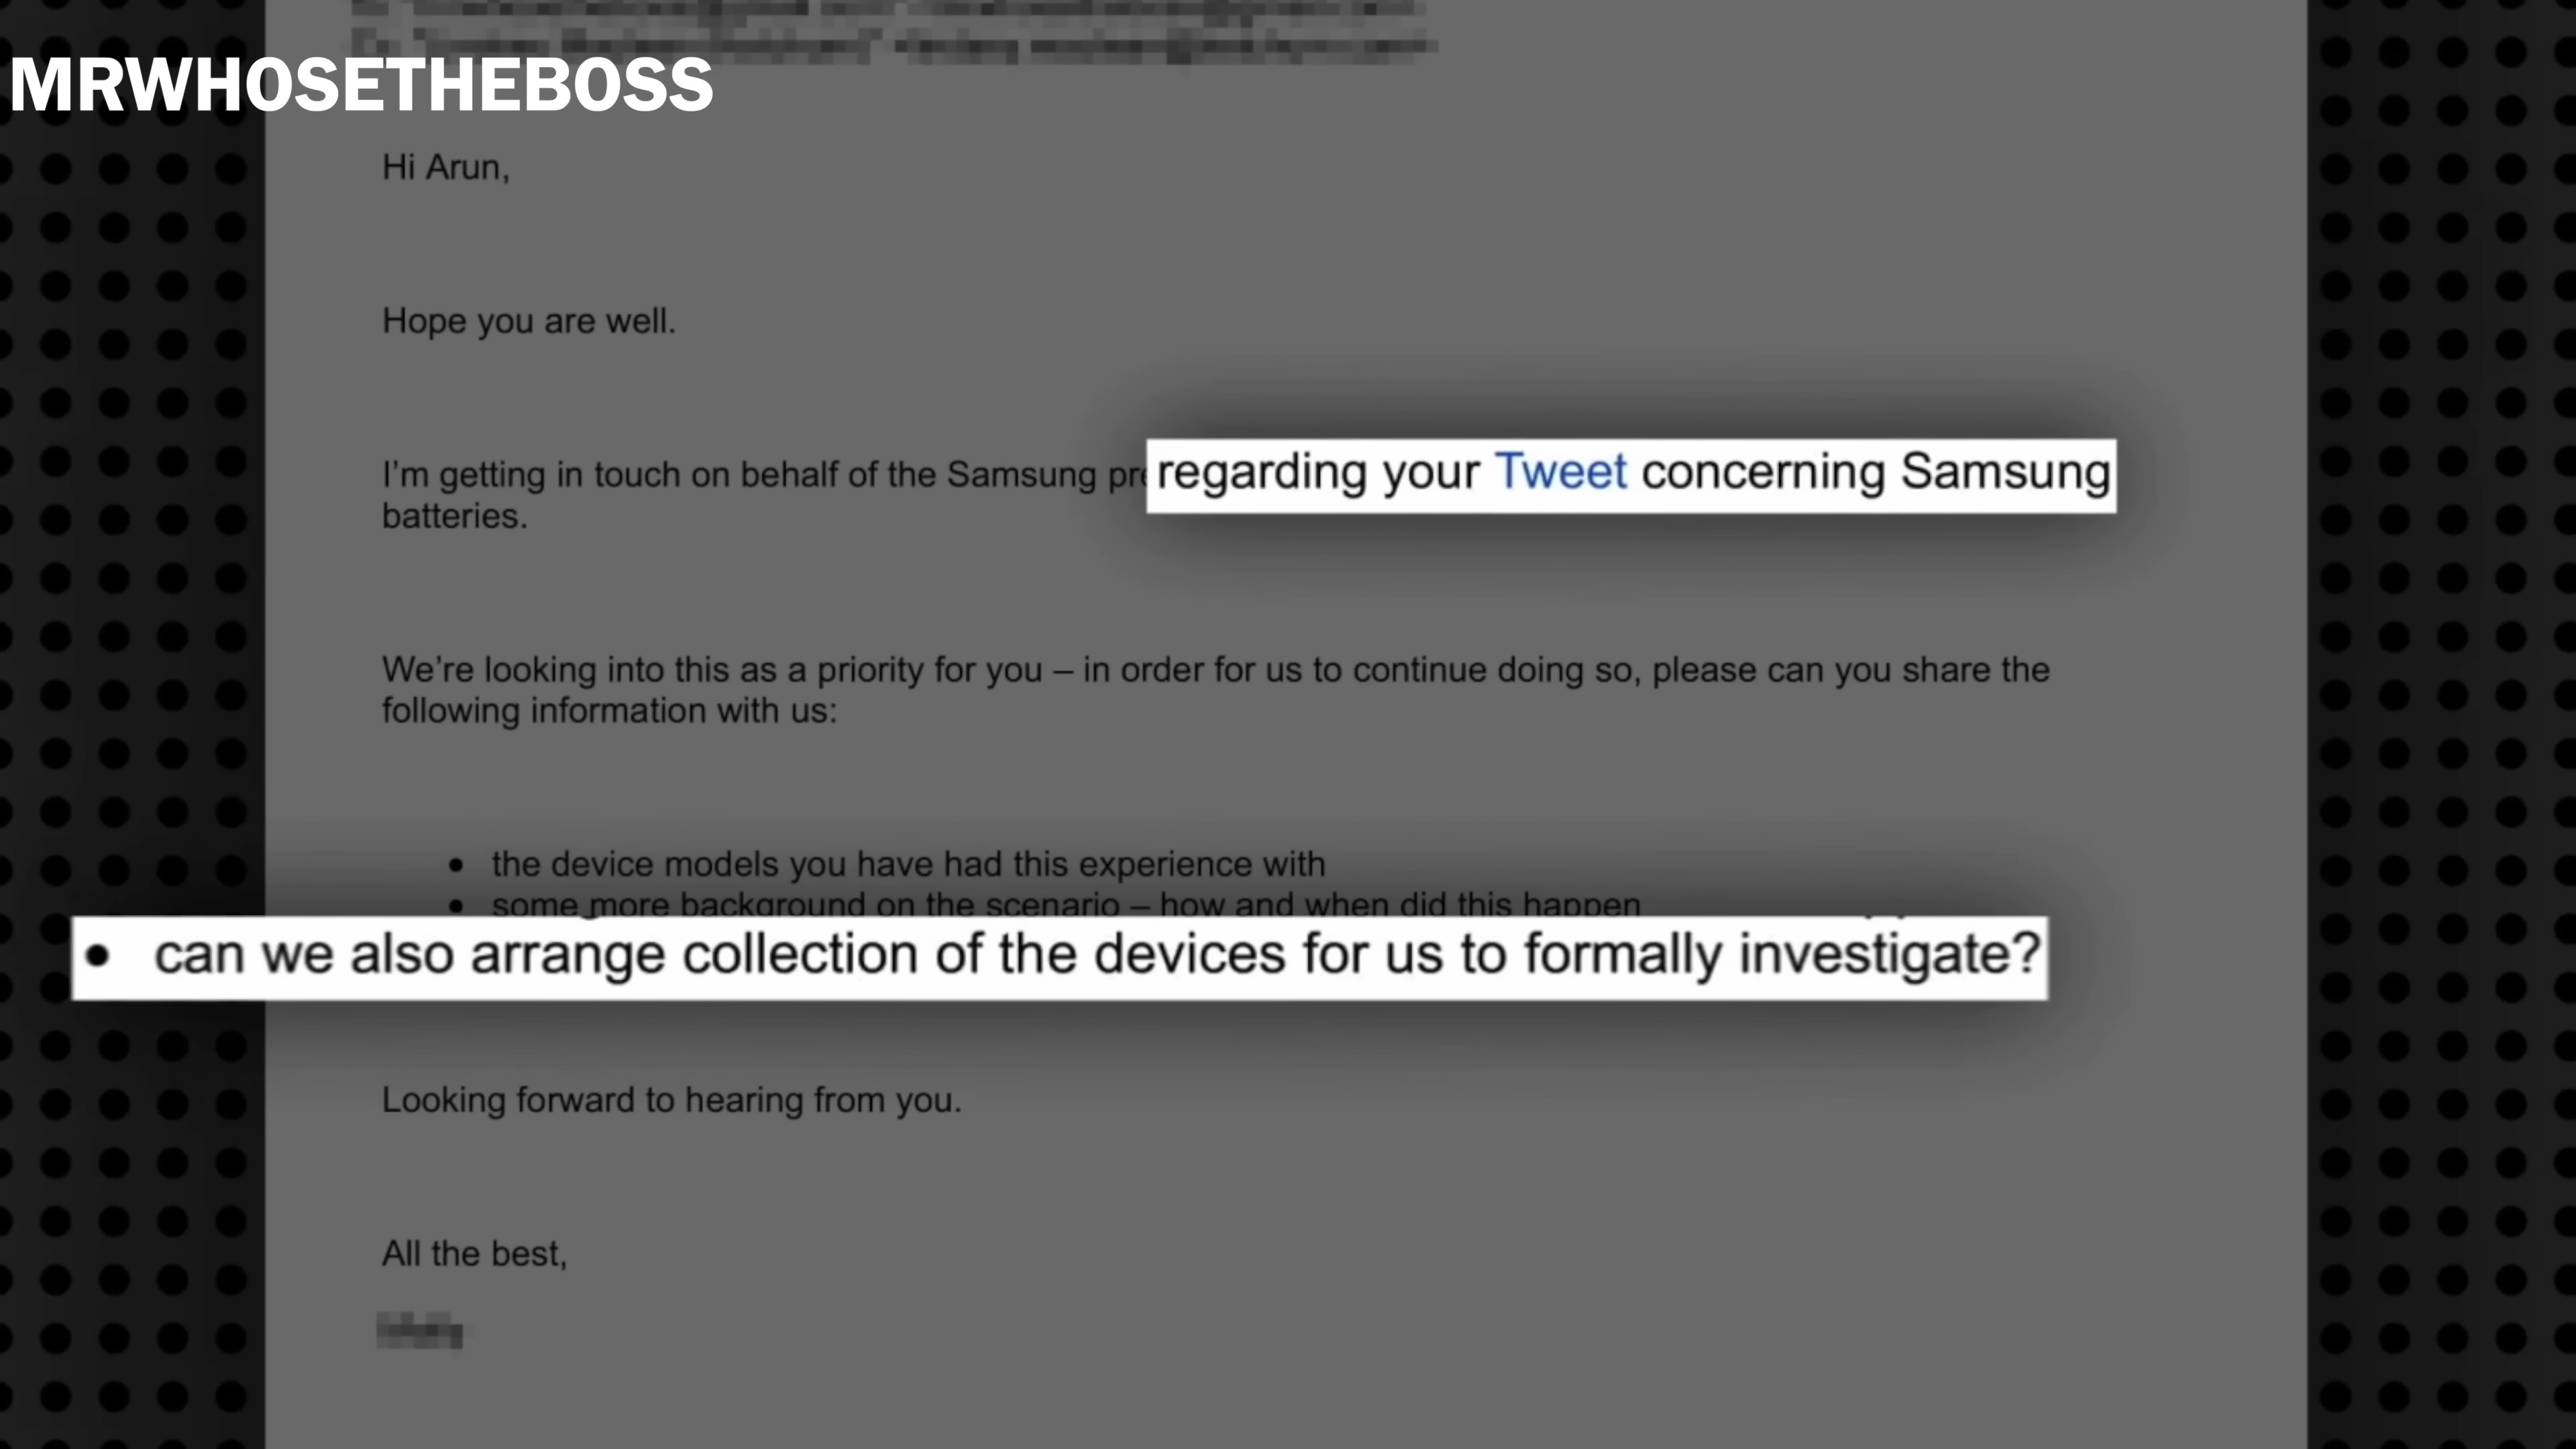 MRWHOSETHEBOSS
Hi Arun,
Hope you are well.
I'm getting in touch on behalf of the Samsung regarding your Tweet concerning Samsung
batteries.
We're looking into this as a priority for you – in order for us to continue doing so, please can you share the
following information with us:
• the device models you have had this experience with
• some more background on the scenario – how and when did this happen
• can we also arrange collection of the devices for us to formally investigate?
Looking forward to hearing from you.
All the best,